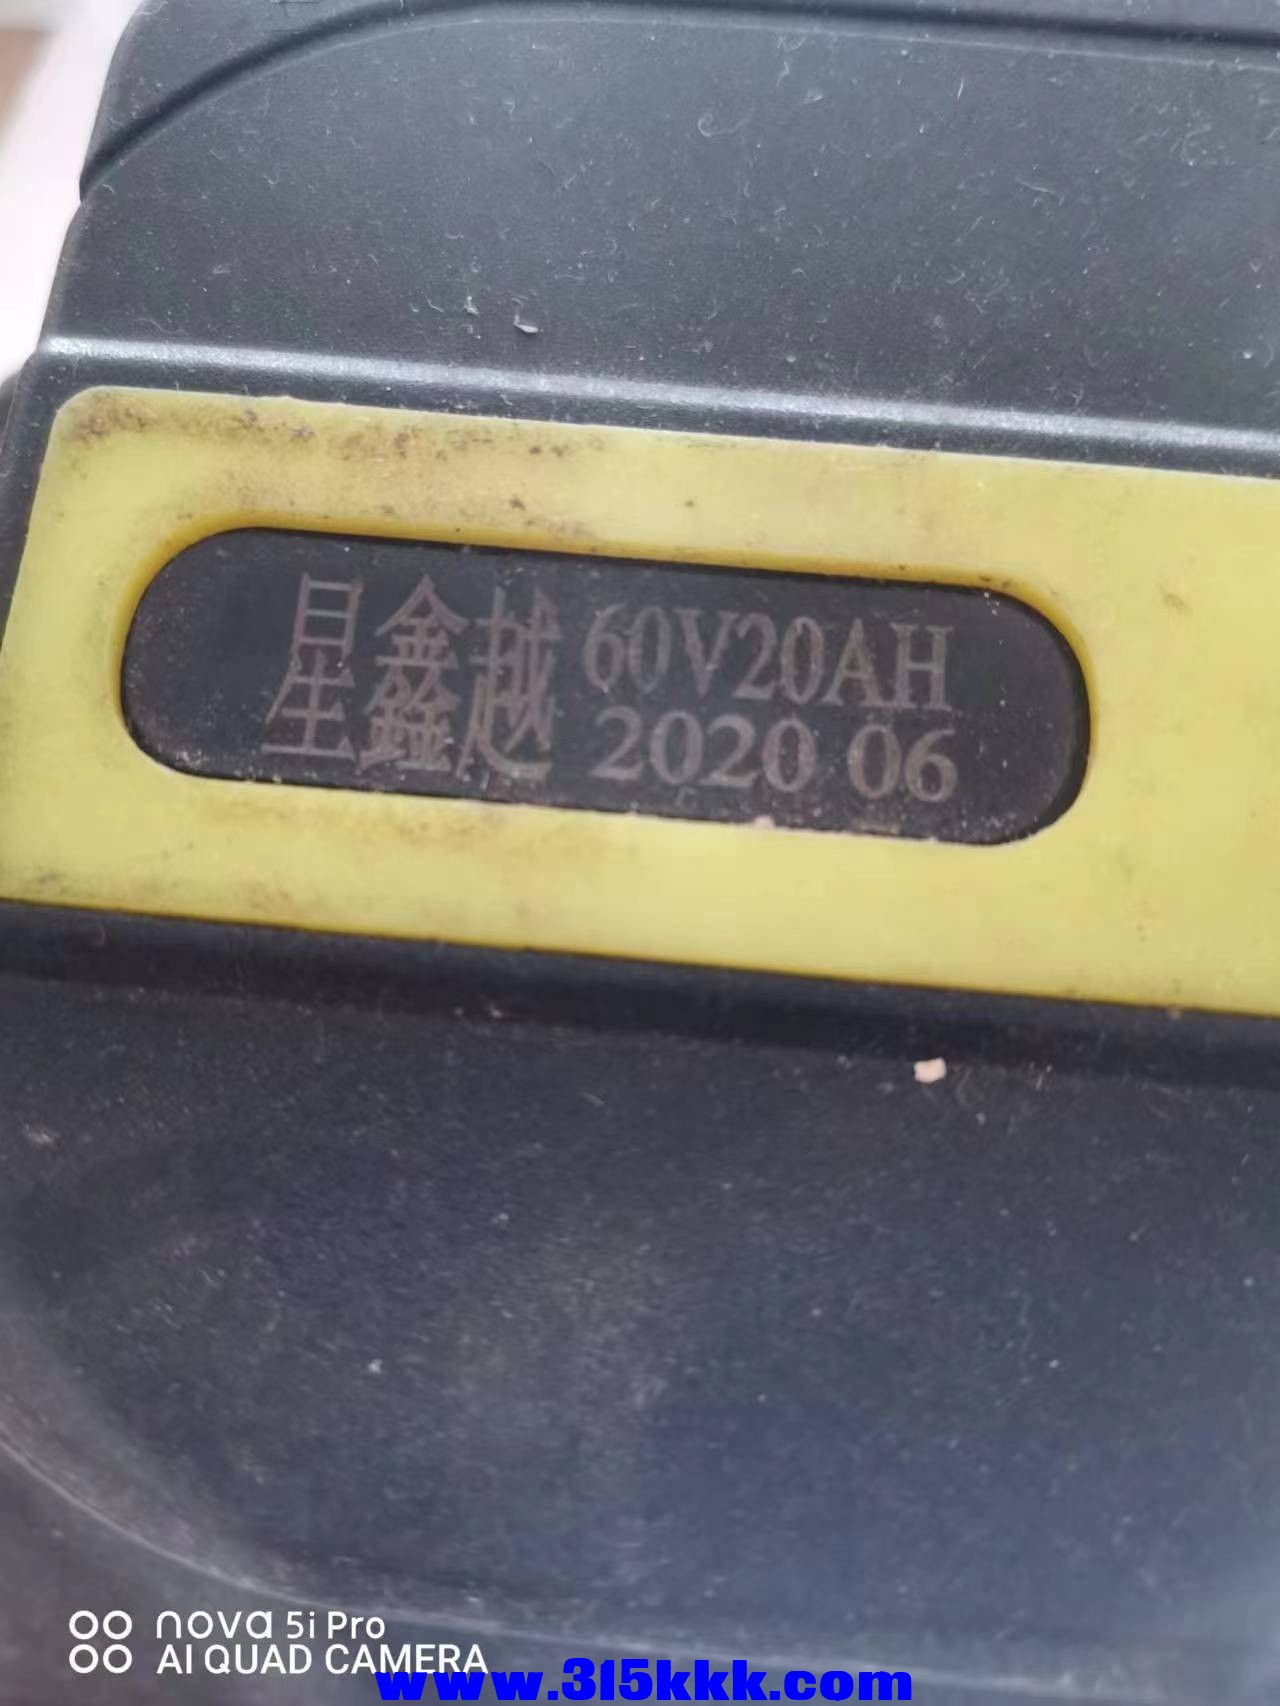 星鑫越 60V20AH
2020 06
nova 5i Pro
AI QUAD CAMERA
www.315kkk.com